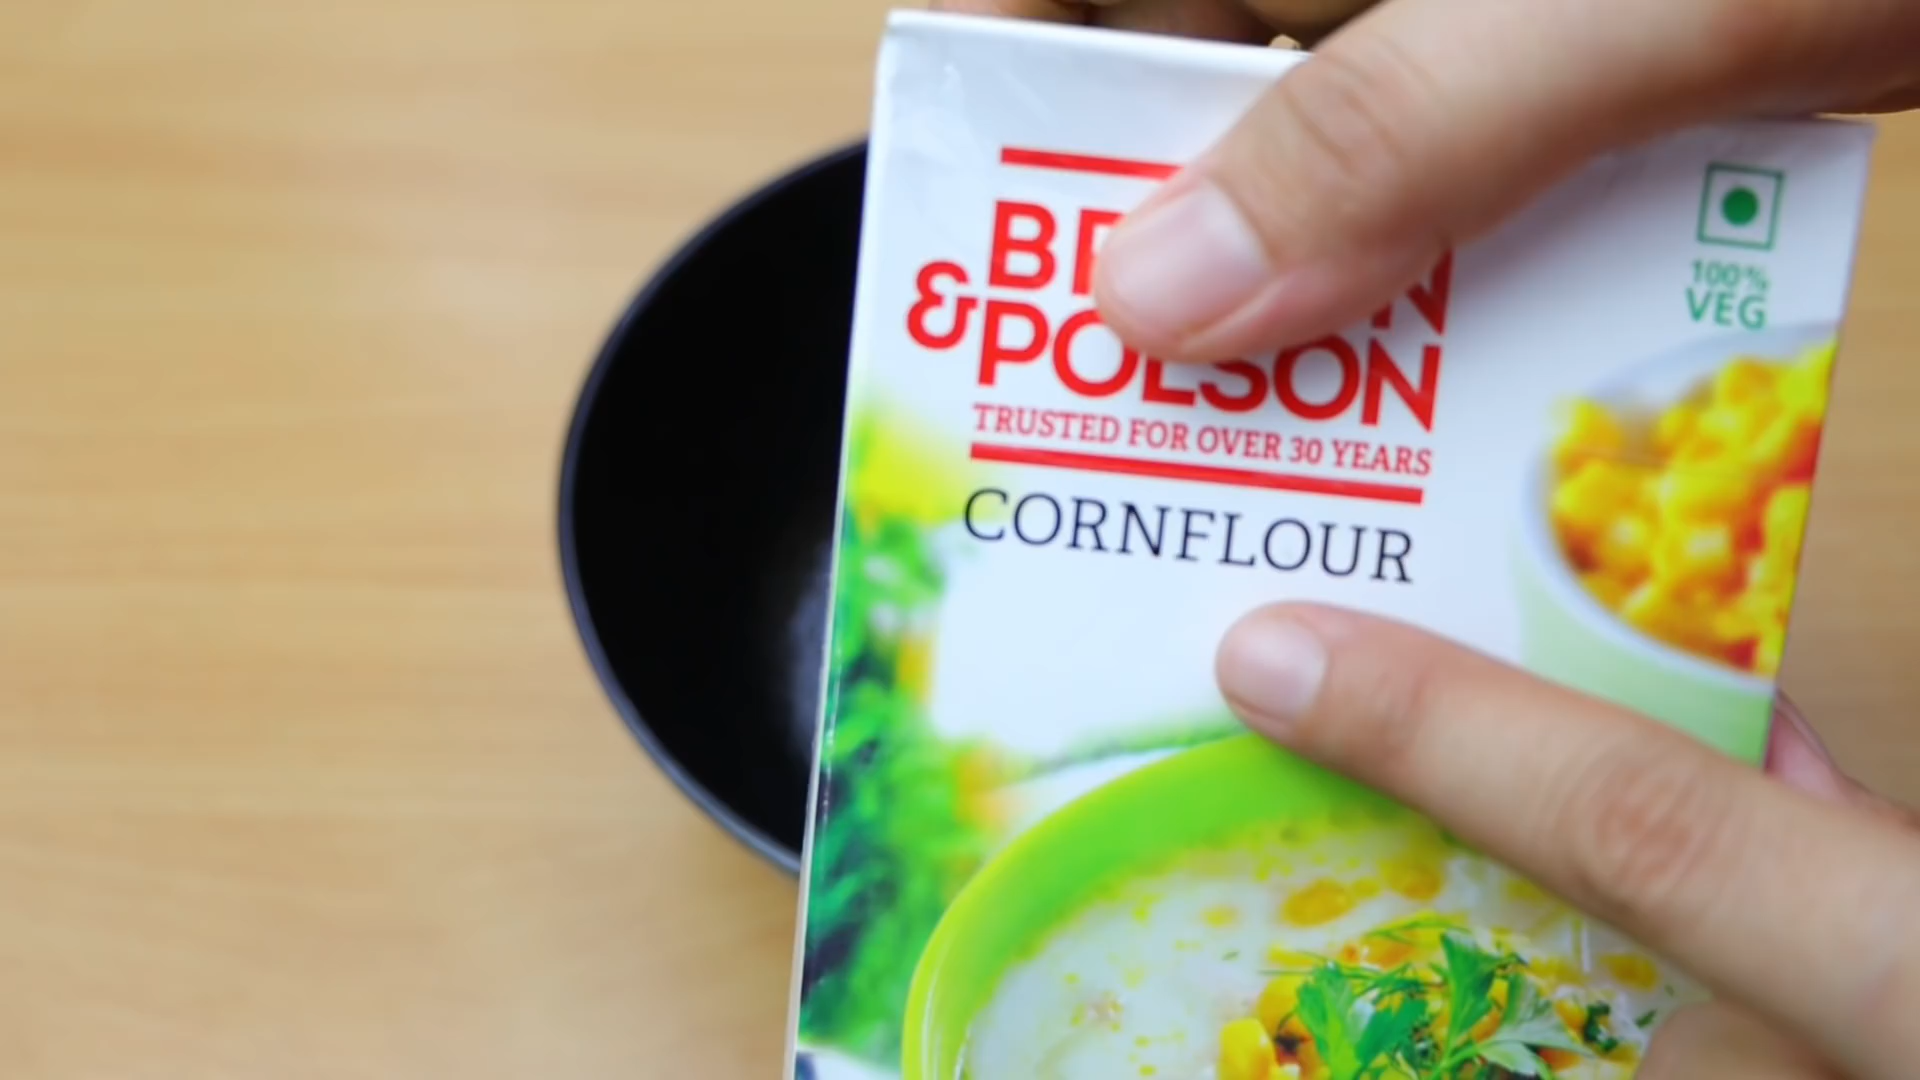 & POLSON
TRUSTED FOR OVER 30 YEARS
CORNFLOUR
100%
VEG